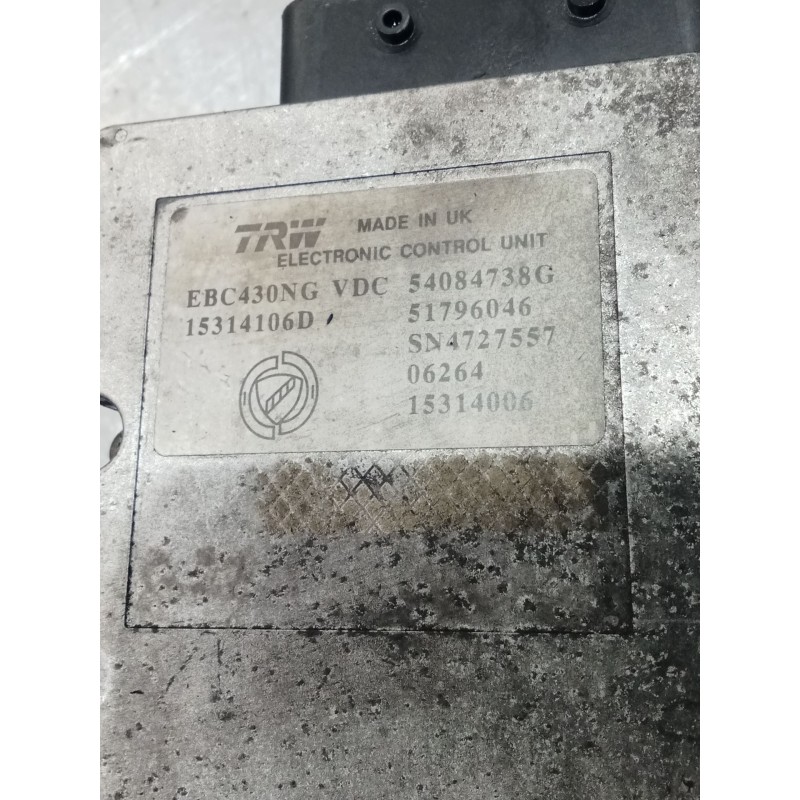 TRW MADE IN UK
ELECTRONIC CONTROL UNIT
EBC430NG VDC 54084738G
15314106D 51796046
SN4727557
06264
15314006